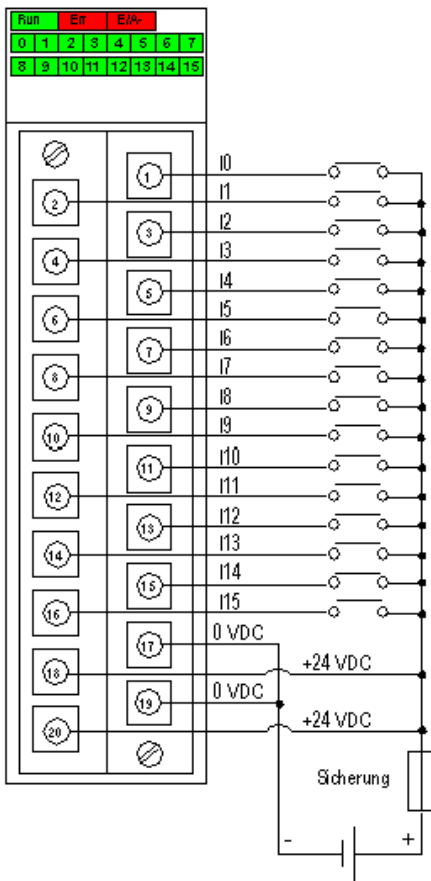 Run Err E/A-
0 1 2 3 4 5 6 7
8 9 10 11 12 13 14 15
1 I0
2 I1
3 I2
4 I3
5 I4
6 I5
7 I6
8 I7
9 I8
10 I9
11 I10
12 I11
13 I12
14 I13
15 I14
16 I15
17 0 VDC
18 +24 VDC
19 0 VDC
20 +24 VDC
Sicherung
- +